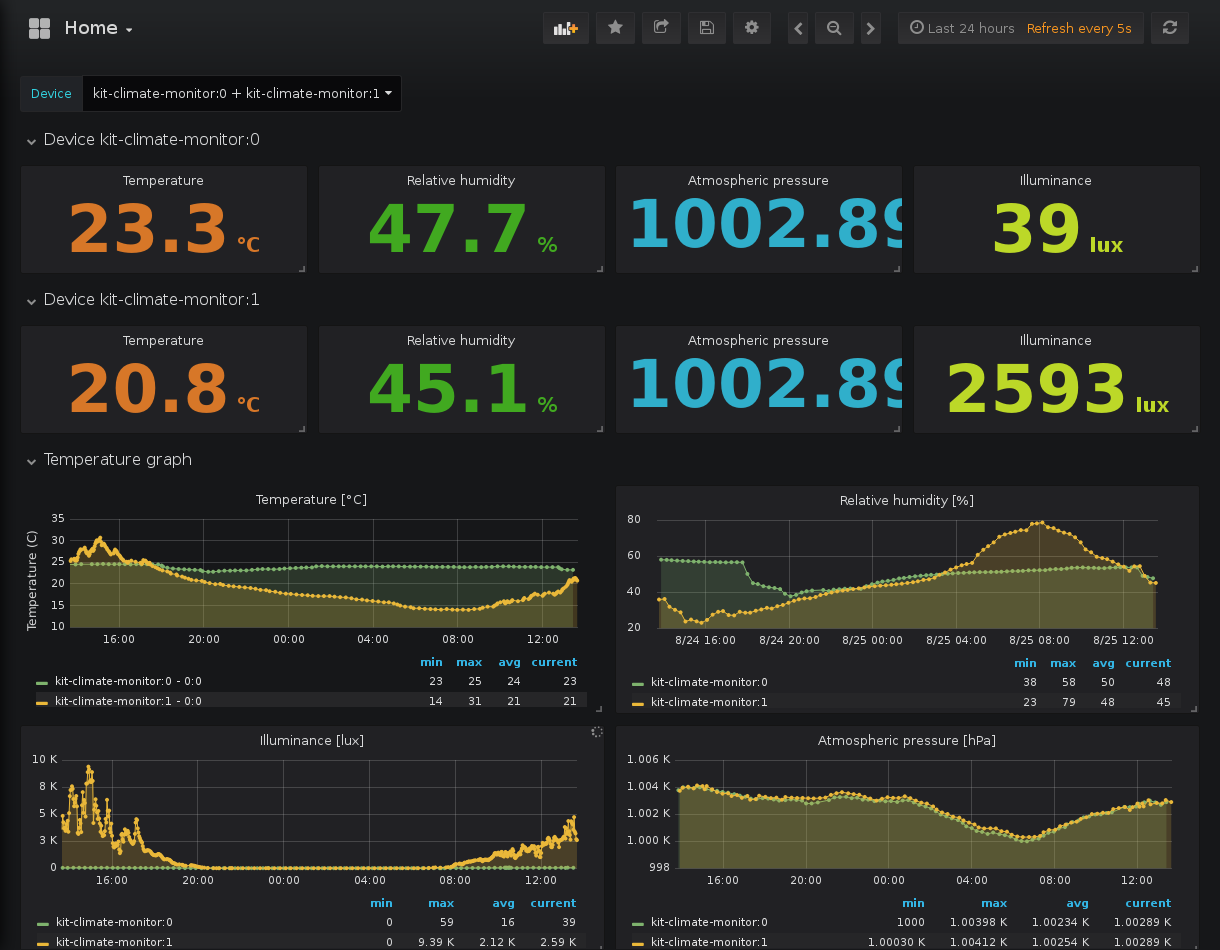 Home
Last 24 hours Refresh every 5s
Device kit-climate-monitor:0 + kit-climate-monitor:1
Device kit-climate-monitor:0
Temperature Relative humidity Atmospheric pressure Illuminance
23.3 °C 47.7 % 1002.89 39 lux
Device kit-climate-monitor:1
Temperature Relative humidity Atmospheric pressure Illuminance
20.8 °C 45.1 % 1002.89 2593 lux
Temperature graph
Temperature [°C]
Temperature (C)
35
30
25
20
15
10
16:00 20:00 00:00 04:00 08:00 12:00
min max avg current
kit-climate-monitor:0 - 0:0 23 25 24 23
kit-climate-monitor:1 - 0:0 14 31 21 21
Relative humidity [%]
80
60
40
20
8/24 16:00 8/24 20:00 8/25 00:00 8/25 04:00 8/25 08:00 8/25 12:00
min max avg current
kit-climate-monitor:0 38 58 50 48
kit-climate-monitor:1 23 79 48 45
Illuminance [lux]
10 K
8 K
5 K
3 K
0
16:00 20:00 00:00 04:00 08:00 12:00
min max avg current
kit-climate-monitor:0 0 59 16 39
kit-climate-monitor:1 0 9.39 K 2.12 K 2.59 K
Atmospheric pressure [hPa]
1.006 K
1.004 K
1.002 K
1.000 K
998
16:00 20:00 00:00 04:00 08:00 12:00
min max avg current
kit-climate-monitor:0 1000 1.00398 K 1.00234 K 1.00289 K
kit-climate-monitor:1 1.00030 K 1.00412 K 1.00254 K 1.00289 K